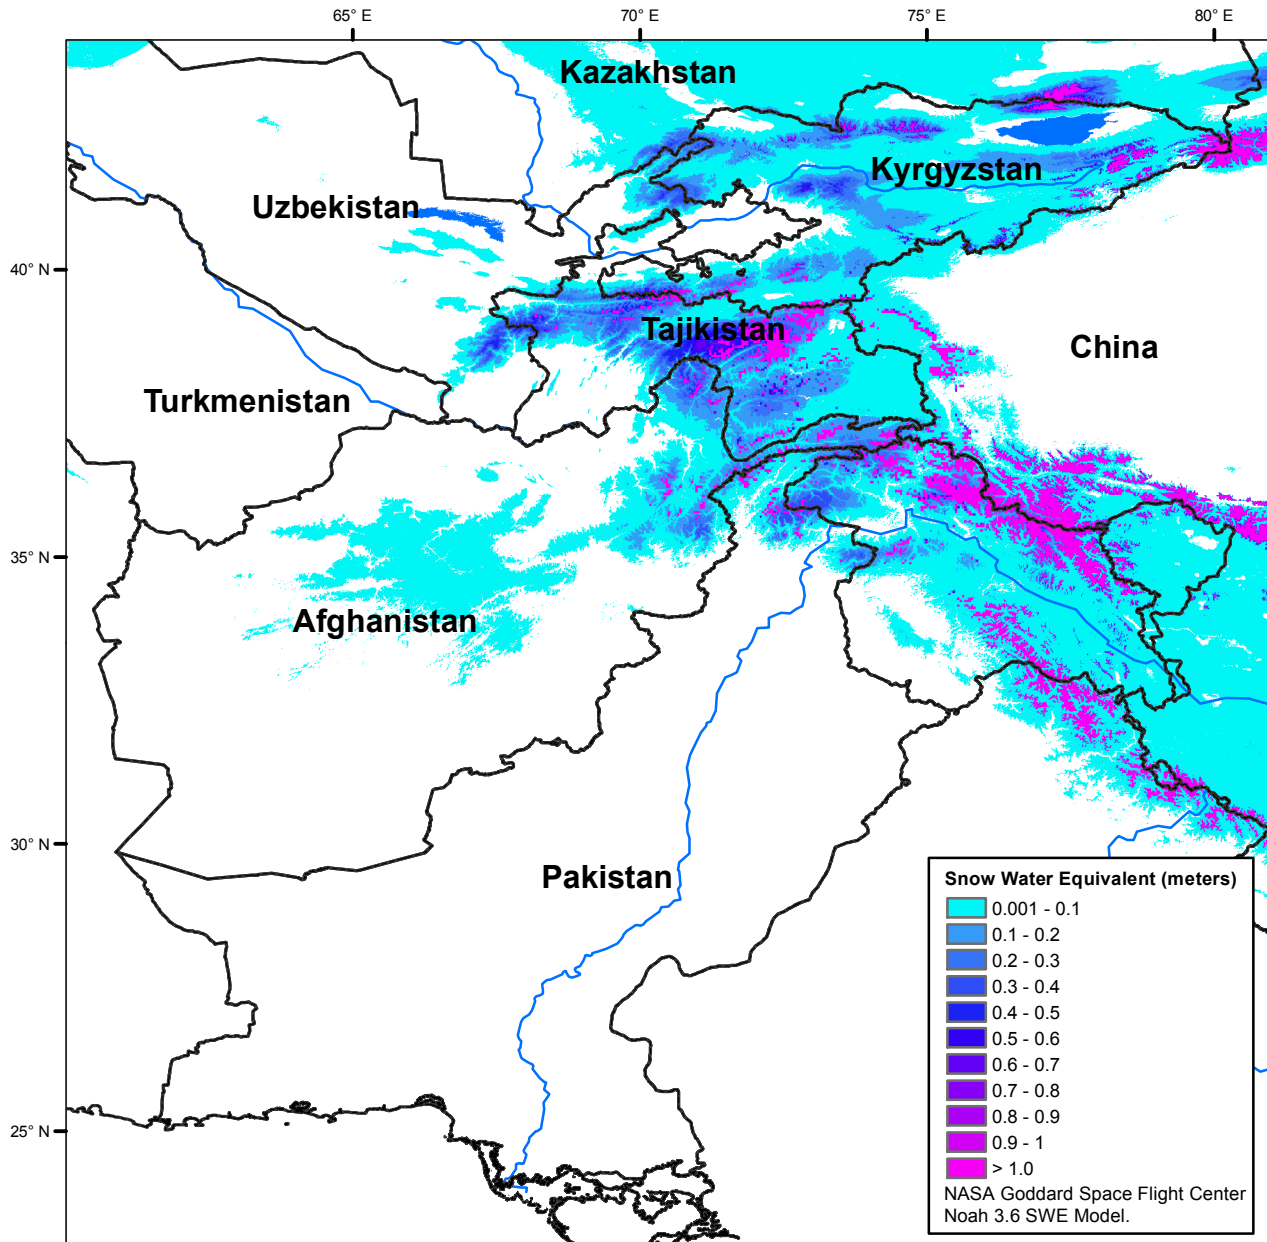 65° E
70° E
75° E
80° E
Kazakhstan
Kyrgyzstan
Uzbekistan
40° N
Tajikistan
China
Turkmenistan
35° N
Afghanistan
30° N
Pakistan
25° N
Snow Water Equivalent (meters)
0.001 - 0.1
0.1 - 0.2
0.2 - 0.3
0.3 - 0.4
0.4 - 0.5
0.5 - 0.6
0.6 - 0.7
0.7 - 0.8
0.8 - 0.9
0.9 - 1
> 1.0
NASA Goddard Space Flight Center
Noah 3.6 SWE Model.